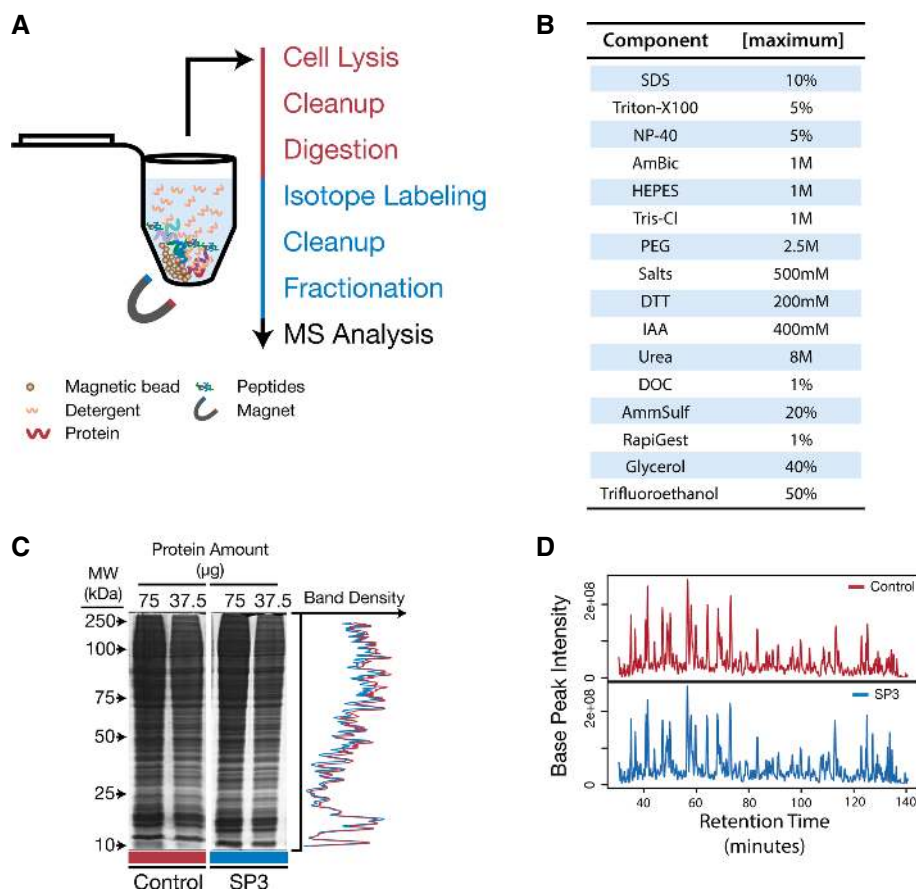 A
Cell Lysis
Cleanup
Digestion
Isotope Labeling
Cleanup
Fractionation
MS Analysis
Magnetic bead
Peptides
Detergent
Magnet
Protein
B
Component [maximum]
SDS 10%
Triton-X100 5%
NP-40 5%
AmBic 1M
HEPES 1M
Tris-Cl 1M
PEG 2.5M
Salts 500mM
DTT 200mM
IAA 400mM
Urea 8M
DOC 1%
AmmSulf 20%
RapiGest 1%
Glycerol 40%
Trifluoroethanol 50%
C
Protein Amount
(µg)
MW
(kDa)
75 37.5 75 37.5
Band Density
250
100
75
50
25
10
Control SP3
D
Control
SP3
Base Peak Intensity
0 2e+08
0 2e+08
40 60 80 100 120 140
Retention Time
(minutes)